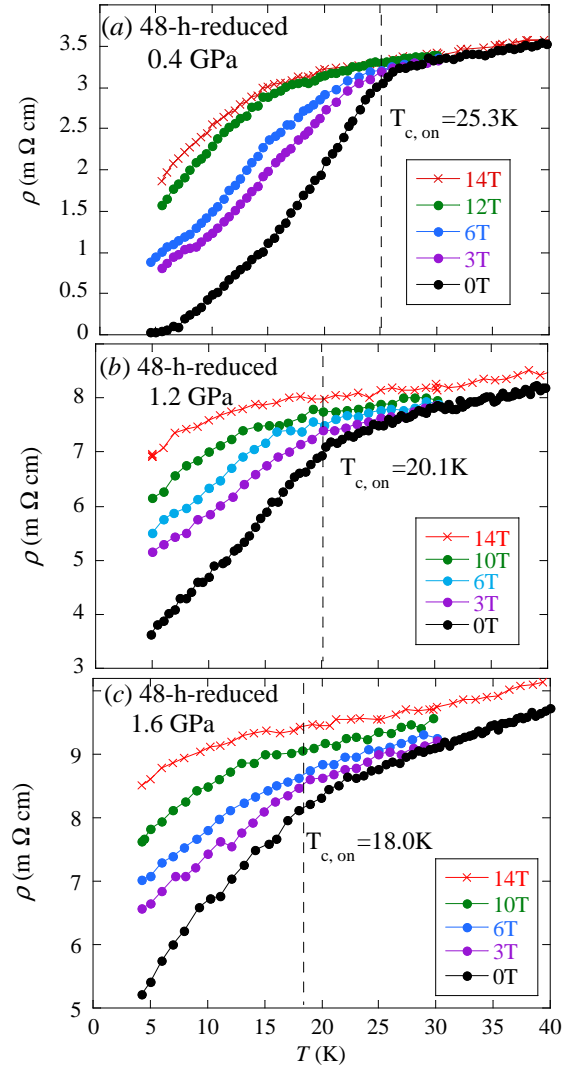 (a) 48-h-reduced
0.4 GPa
3.5
3
2.5
2
1.5
1
0.5
0
ρ (m Ω cm)
T c, on =25.3K
14T
12T
6T
3T
0T
(b) 48-h-reduced
1.2 GPa
8
7
6
5
4
3
ρ (m Ω cm)
T c, on =20.1K
14T
10T
6T
3T
0T
(c) 48-h-reduced
1.6 GPa
9
8
7
6
5
ρ (m Ω cm)
T c, on =18.0K
14T
10T
6T
3T
0T
0 5 10 15 20 25 30 35 40
T (K)